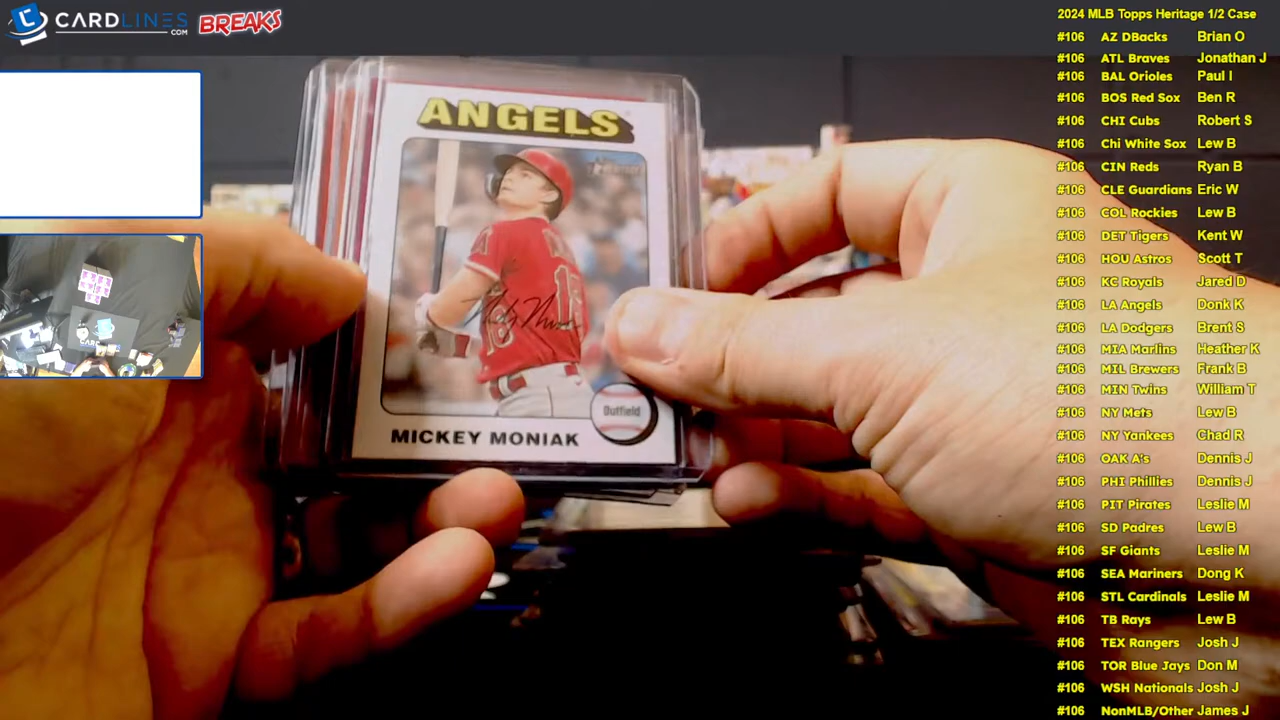 CARDLINES
.COM
BREAKS
ANGELS
Heritage
Outfield
MICKEY MONIAK
2024 MLB Topps Heritage 1/2 Case
#106 AZ DBacks Brian O
#106 ATL Braves Jonathan J
#106 BAL Orioles Paul I
#106 BOS Red Sox Ben R
#106 CHI Cubs Robert S
#106 Chi White Sox Lew B
#106 CIN Reds Ryan B
#106 CLE Guardians Eric W
#106 COL Rockies Lew B
#106 DET Tigers Kent W
#106 HOU Astros Scott T
#106 KC Royals Jared D
#106 LA Angels Donk K
#106 LA Dodgers Brent S
#106 MIA Marlins Heather K
#106 MIL Brewers Frank B
#106 MIN Twins William T
#106 NY Mets Lew B
#106 NY Yankees Chad R
#106 OAK A's Dennis J
#106 PHI Phillies Dennis J
#106 PIT Pirates Leslie M
#106 SD Padres Lew B
#106 SF Giants Leslie M
#106 SEA Mariners Dong K
#106 STL Cardinals Leslie M
#106 TB Rays Lew B
#106 TEX Rangers Josh J
#106 TOR Blue Jays Don M
#106 WSH Nationals Josh J
#106 NonMLB/Other James J